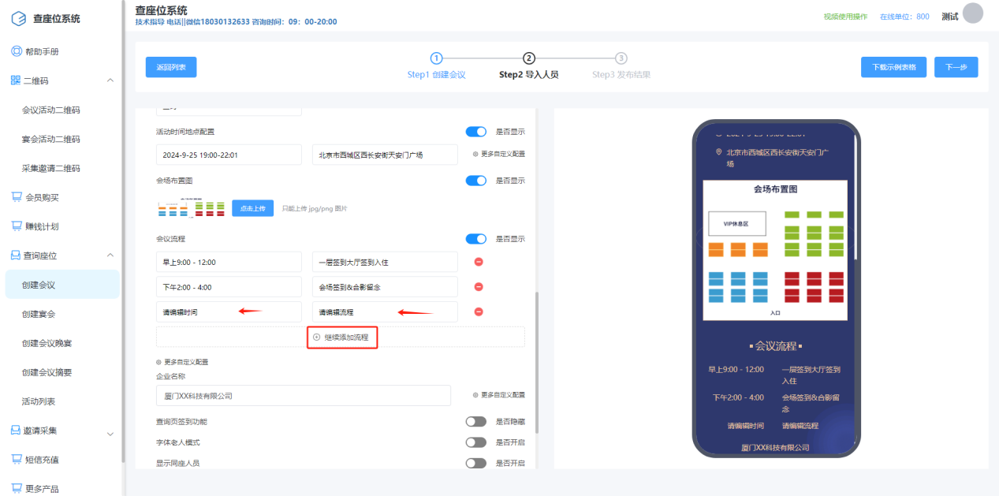 查座位系统
帮助手册
二维码
会议活动二维码
宴会活动二维码
采集邀请二维码
会员购买
赚钱计划
查询座位
创建会议
创建宴会
创建会议晚宴
创建会议摘要
活动列表
邀请采集
短信充值
更多产品
查座位系统
技术指导 电话||微信18030132633 咨询时间：09：00-20:00
视频使用操作
在线单位：800
测试
返回列表
1
Step1 创建会议
2
Step2 导入人员
3
Step3 发布结果
下载示例表格
下一步
活动时间地点配置
是否显示
2024-9-25 19:00-22:01
北京市西城区西长安街天安门广场
更多自定义配置
会场布置图
是否显示
点击上传
只能上传 jpg/png 图片
会议流程
是否显示
早上9:00 - 12:00
一层签到大厅签到入住
下午2:00 - 4:00
会场签到&合影留念
请编辑时间
请编辑流程
继续添加流程
更多自定义配置
企业名称
厦门XX科技有限公司
更多自定义配置
查询页签到功能
是否隐藏
字体老人模式
是否开启
显示同座人员
是否开启
2024-9-25 19:00-22:01
北京市西城区西长安街天安门广
场
会场布置图
VIP休息区
入口
▪会议流程▪
早上9:00 - 12:00
一层签到大厅签到
入住
下午2:00 - 4:00
会场签到&合影留
念
请编辑时间
请编辑流程
厦门XX科技有限公司